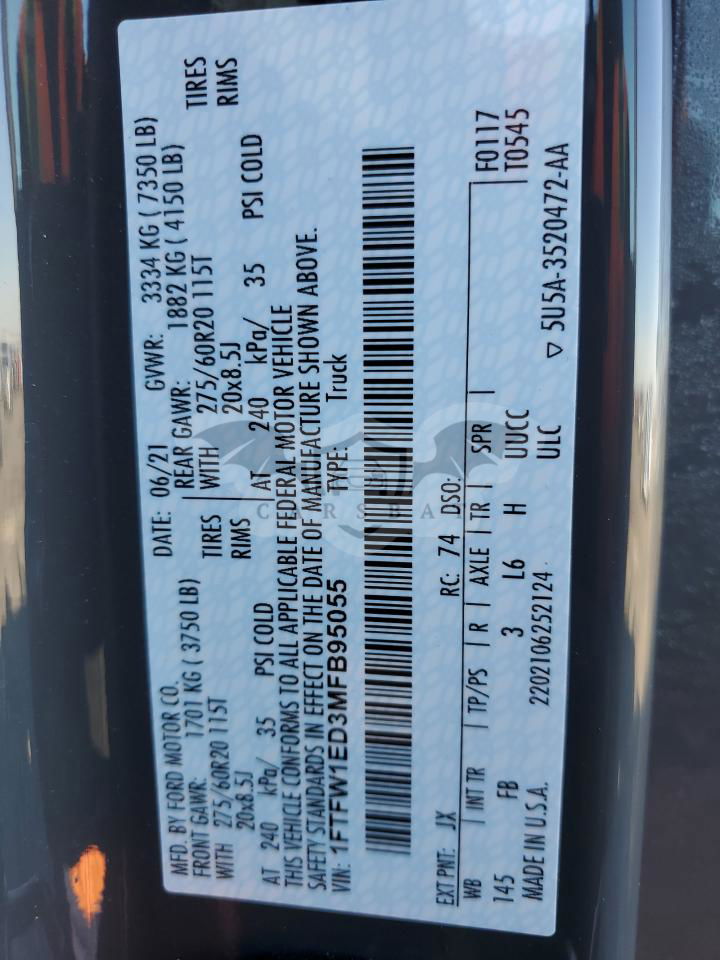 MFD. BY FORD MOTOR CO. DATE: 06/21 GVWR: 3334 KG ( 7350 LB)
FRONT GAWR: 1701 KG ( 3750 LB) REAR GAWR: 1882 KG ( 4150 LB)
WITH 275/60R20 115T TIRES WITH 275/60R20 115T TIRES
20x8.5J RIMS 20x8.5J RIMS
AT 240 kPa/ 35 PSI COLD AT 240 kPa/ 35 PSI COLD
THIS VEHICLE CONFORMS TO ALL APPLICABLE FEDERAL MOTOR VEHICLE
SAFETY STANDARDS IN EFFECT ON THE DATE OF MANUFACTURE SHOWN ABOVE.
VIN: 1FTFW1ED3MFB95055 TYPE: Truck
CARSBAT
EXT PNT: JX RC: 74 DSO: F0117
WB INT TR TP/PS R AXLE TR SPR T0545
145 FB 3 L6 H UUCC
MADE IN U.S.A. 2202106252124 ULC ▽ 5U5A-3520472-AA